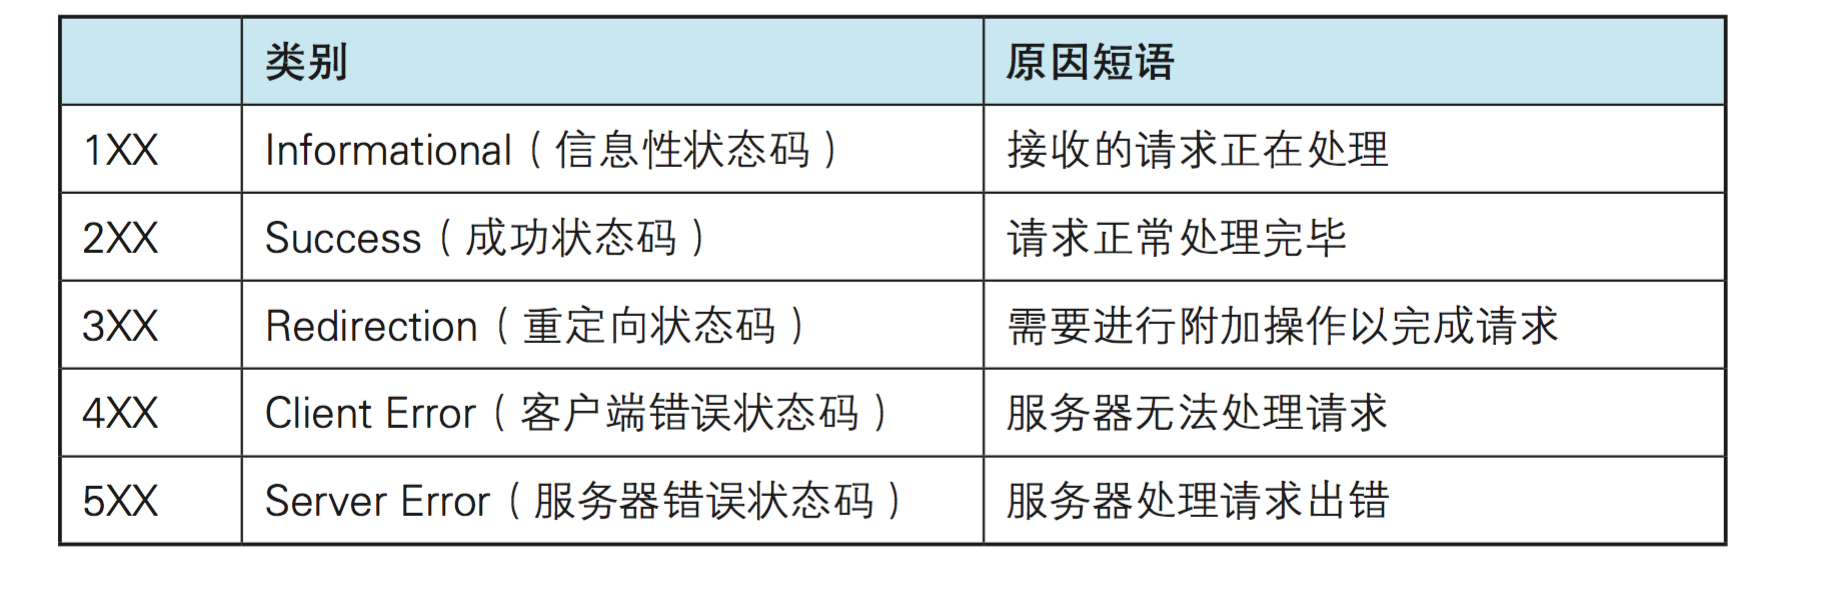 类别 原因短语
1XX Informational（信息性状态码） 接收的请求正在处理
2XX Success（成功状态码） 请求正常处理完毕
3XX Redirection（重定向状态码） 需要进行附加操作以完成请求
4XX Client Error（客户端错误状态码） 服务器无法处理请求
5XX Server Error（服务器错误状态码） 服务器处理请求出错